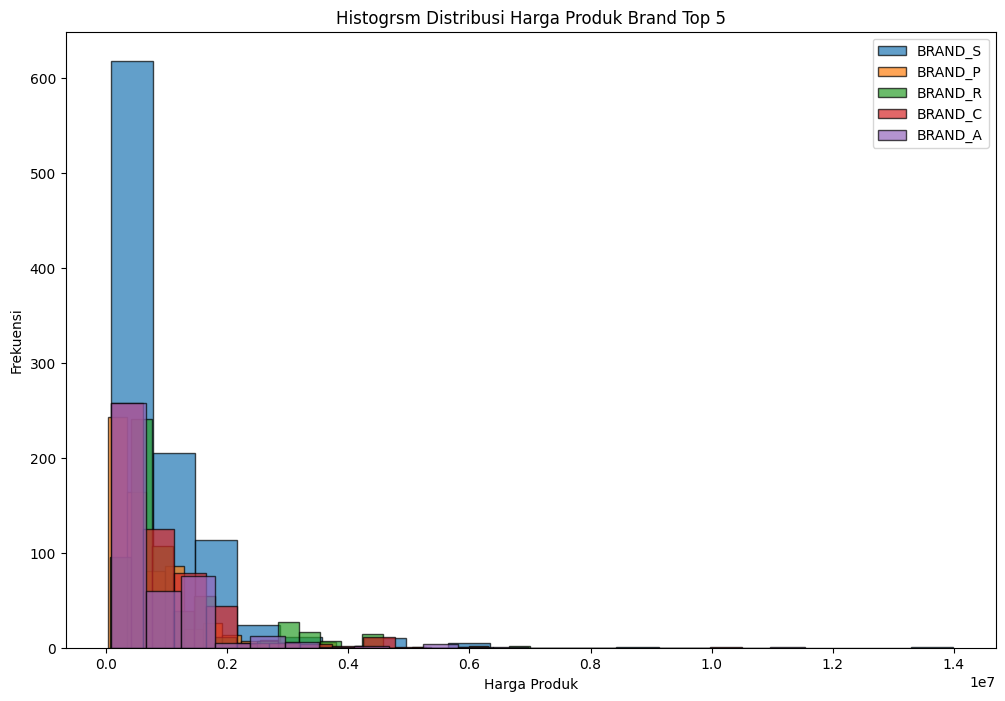 Histogrsm Distribusi Harga Produk Brand Top 5
BRAND_S
BRAND_P
BRAND_R
BRAND_C
BRAND_A
Frekuensi
600
500
400
300
200
100
0
0.0 0.2 0.4 0.6 0.8 1.0 1.2 1.4
1e7
Harga Produk